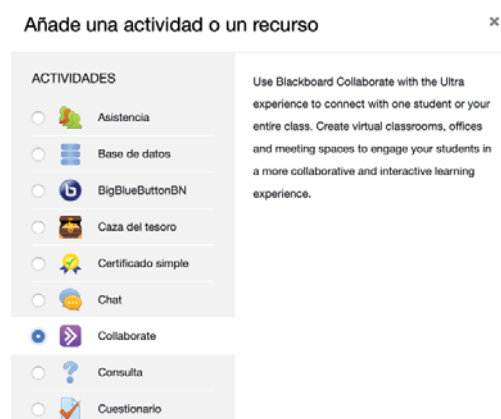 Añade una actividad o un recurso
×
ACTIVIDADES
Asistencia
Base de datos
BigBlueButtonBN
Caza del tesoro
Certificado simple
Chat
Collaborate
Consulta
Cuestionario
Use Blackboard Collaborate with the Ultra
experience to connect with one student or your
entire class. Create virtual classrooms, offices
and meeting spaces to engage your students in
a more collaborative and interactive learning
experience.